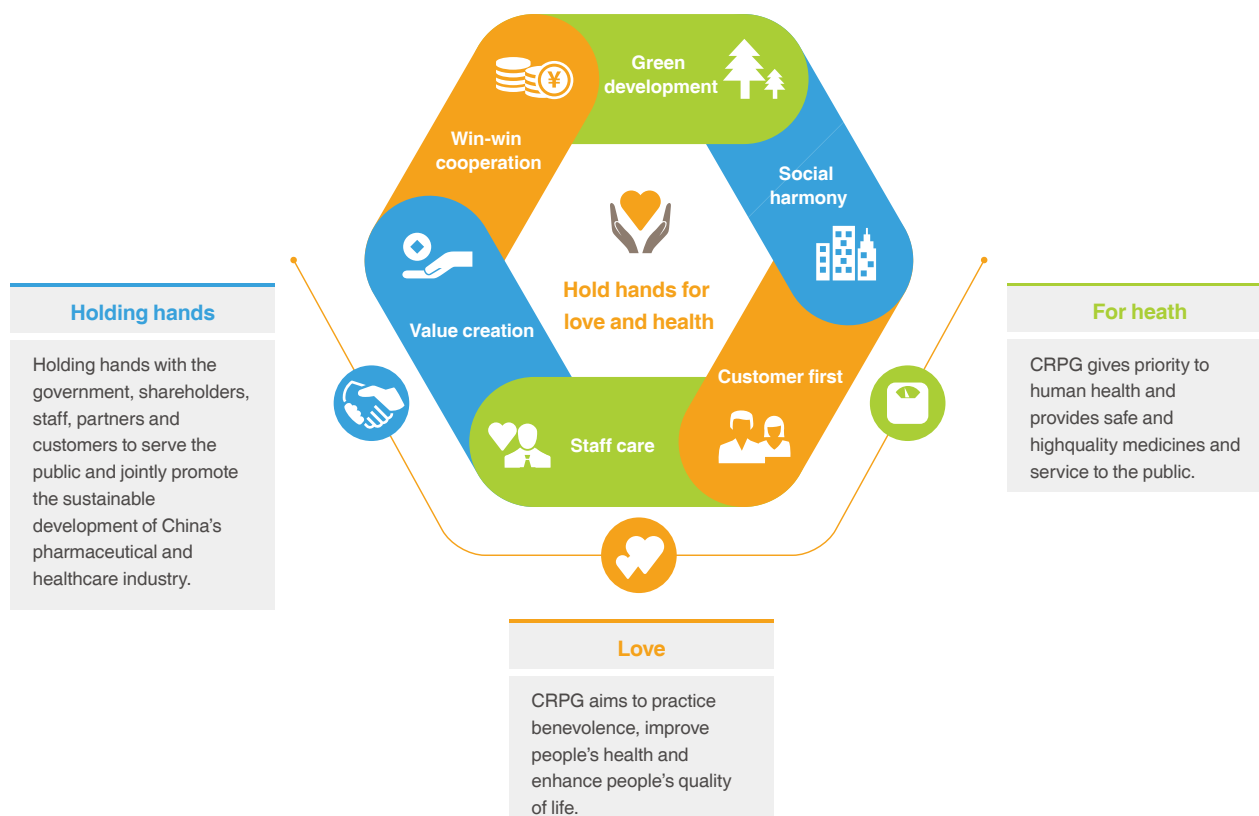 Green
development
Win-win
cooperation
Social
harmony
¥
Hold hands for
love and health
Value creation
Customer first
Staff care
Holding hands
Holding hands with the
government, shareholders,
staff, partners and
customers to serve the
public and jointly promote
the sustainable
development of China's
pharmaceutical and
healthcare industry.
For heath
CRPG gives priority to
human health and
provides safe and
highquality medicines and
service to the public.
Love
CRPG aims to practice
benevolence, improve
people's health and
enhance people's quality
of life.